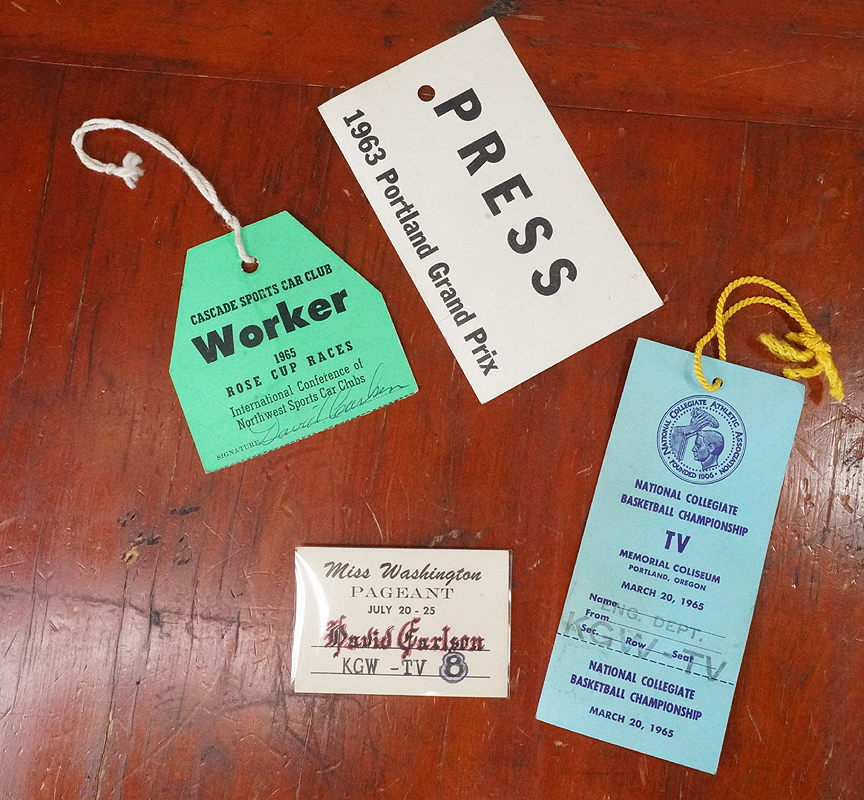 PRESS
1963 Portland Grand Prix
CASCADE SPORTS CAR CLUB
Worker
1965
ROSE CUP RACES
International Conference of
Northwest Sports Car Clubs
SIGNATURE David Carlson
NATIONAL COLLEGIATE ATHLETIC ASSOCIATION
FOUNDED 1906
NATIONAL COLLEGIATE
BASKETBALL CHAMPIONSHIP
TV
MEMORIAL COLISEUM
PORTLAND, OREGON
MARCH 20, 1965
Name
ENG. DEPT.
From
KGW-TV
Sec. Row Seat
NATIONAL COLLEGIATE
BASKETBALL CHAMPIONSHIP
MARCH 20, 1965
Miss Washington
PAGEANT
JULY 20 - 25
David Carlson
KGW -TV 8